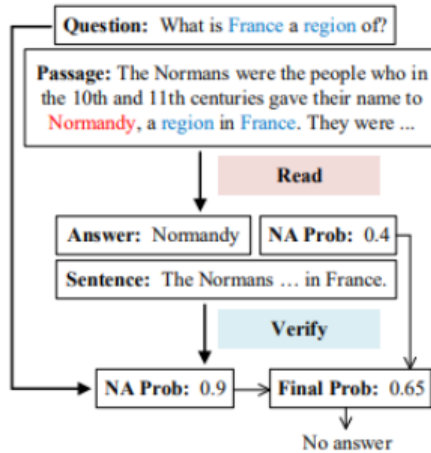 Question: What is France a region of?
Passage: The Normans were the people who in
the 10th and 11th centuries gave their name to
Normandy, a region in France. They were ...
Read
Answer: Normandy
NA Prob: 0.4
Sentence: The Normans … in France.
Verify
NA Prob: 0.9
Final Prob: 0.65
No answer